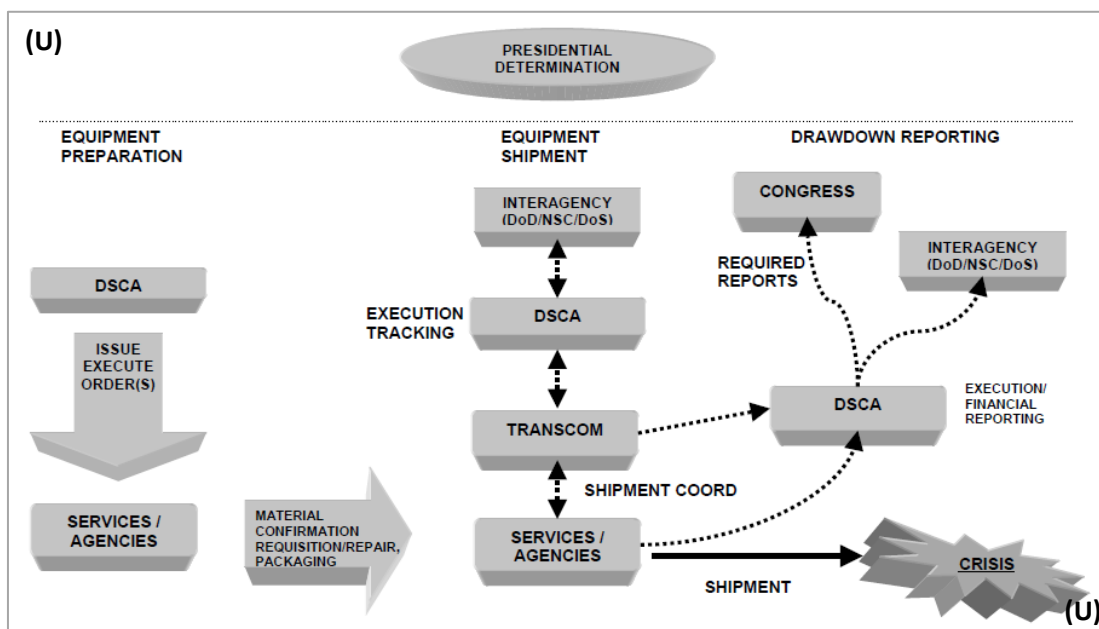 (U)
PRESIDENTIAL
DETERMINATION
EQUIPMENT
PREPARATION
DSCA
ISSUE
EXECUTE
ORDER(S)
SERVICES /
AGENCIES
MATERIAL
CONFIRMATION
REQUISITION/REPAIR,
PACKAGING
EQUIPMENT
SHIPMENT
INTERAGENCY
(DoD/NSC/DoS)
EXECUTION
TRACKING
DSCA
TRANSCOM
SHIPMENT COORD
SERVICES /
AGENCIES
SHIPMENT
DRAWDOWN REPORTING
CONGRESS
INTERAGENCY
(DoD/NSC/DoS)
REQUIRED
REPORTS
DSCA
EXECUTION/
FINANCIAL
REPORTING
CRISIS
(U)